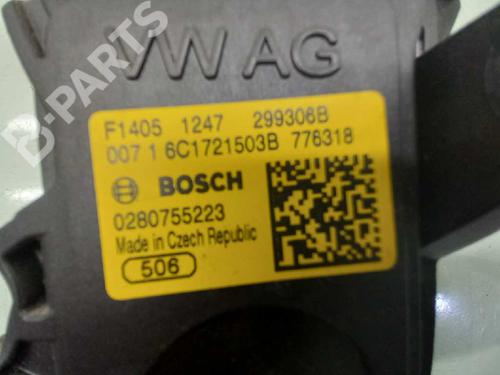 B-PARTS
VW AG
F1405 1247 299306B
007 1 6C1721503B 776318
BOSCH
0280755223
Made in Czech Republic
506